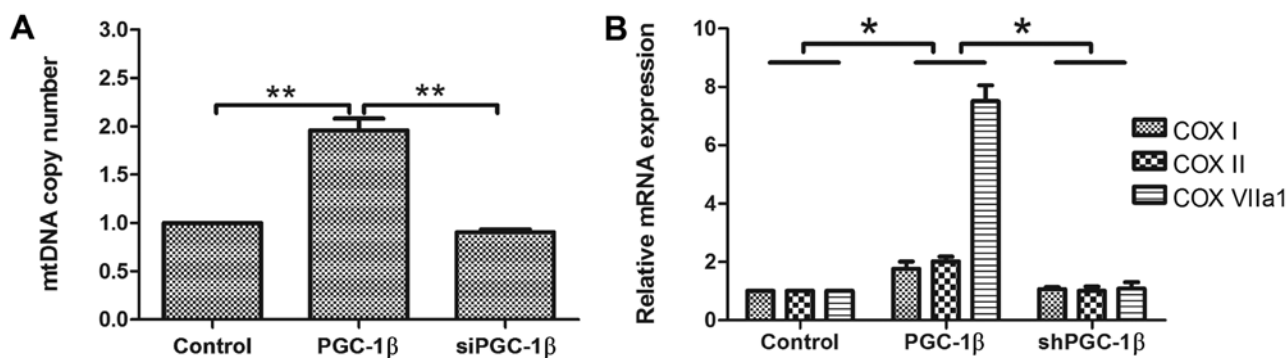 A
mtDNA copy number
3.0
2.5
2.0
1.5
1.0
0.5
0.0
**
**
Control
PGC-1β
siPGC-1β
B
Relative mRNA expression
10
8
6
4
2
0
*
*
Control
PGC-1β
shPGC-1β
COX I
COX II
COX VIIa1